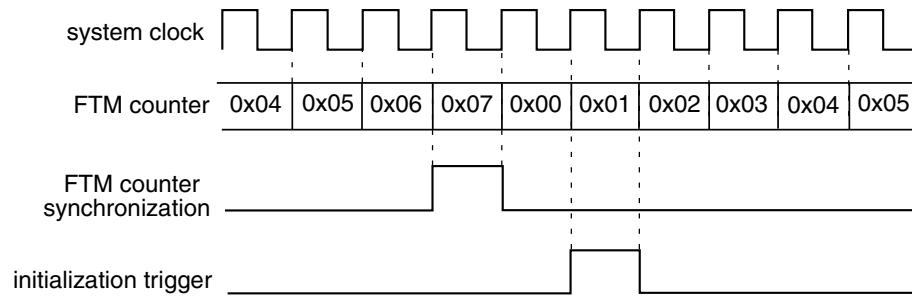 system clock
FTM counter 0x04 0x05 0x06 0x07 0x00 0x01 0x02 0x03 0x04 0x05
FTM counter
synchronization
initialization trigger